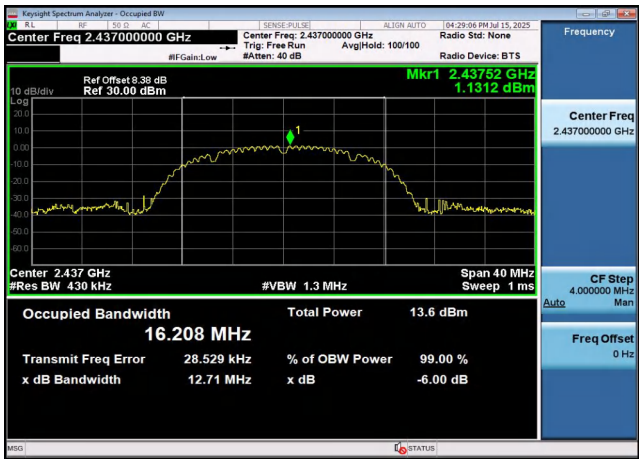 Keysight Spectrum Analyzer - Occupied BW
RL RF 50 Ω AC SENSE:PULSE ALIGN AUTO 04:29:06 PM Jul 15, 2025
Center Freq 2.437000000 GHz
Center Freq: 2.437000000 GHz Radio Std: None
Trig: Free Run Avg|Hold: 100/100
#IFGain:Low #Atten: 40 dB Radio Device: BTS
Frequency
Ref Offset 8.38 dB
10 dB/div Ref 30.00 dBm
Mkr1 2.43752 GHz
1.1312 dBm
Log
20.0
10.0
0.00
-10.0
-20.0
-30.0
-40.0
-50.0
-60.0
1
Center 2.437 GHz Span 40 MHz
#Res BW 430 kHz #VBW 1.3 MHz Sweep 1 ms
Occupied Bandwidth Total Power 13.6 dBm
16.208 MHz
Transmit Freq Error 28.529 kHz % of OBW Power 99.00 %
x dB Bandwidth 12.71 MHz x dB -6.00 dB
Center Freq
2.437000000 GHz
CF Step
4.000000 MHz
Auto Man
Freq Offset
0 Hz
MSG STATUS